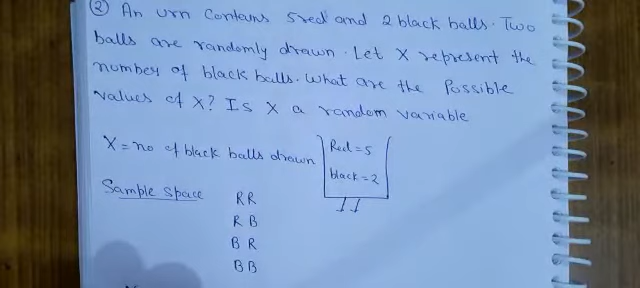 ② An urn contains 5 red and 2 black balls. Two
balls are randomly drawn. Let X represent the
number of black balls. What are the Possible
values of X? Is X a random variable
X = no of black balls drawn
Red = 5
black = 2
Sample space
RR
RB
BR
BB